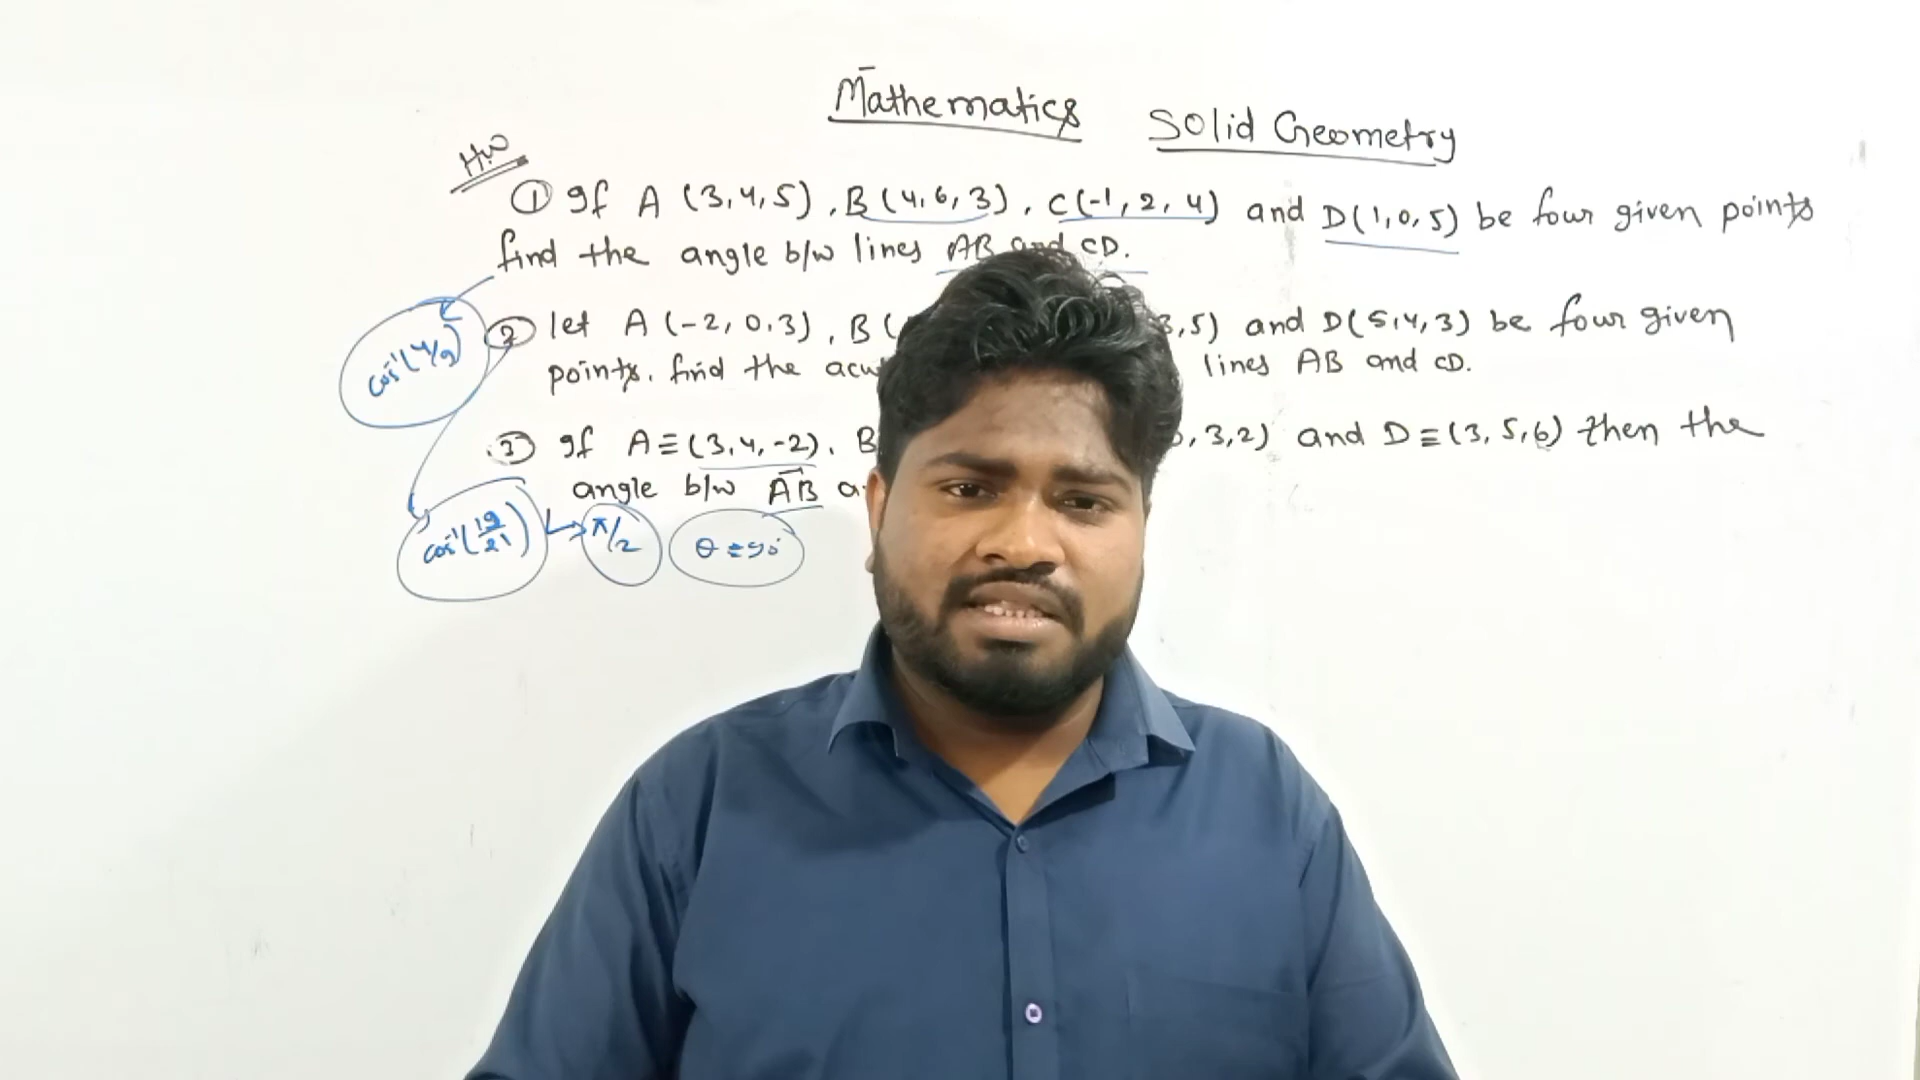 Mathematics Solid Geometry
HW
① If A (3,4,5), B(4,6,3), C(-1,2,4) and D(1,0,5) be four given points
find the angle b/w lines AB and CD.
② let A (-2,0,3), B( 3,5) and D(5,4,3) be four given
points. find the lines AB and CD.
cos⁻¹(4/9)
③ If A≡(3,4,-2), B ,3,2) and D≡(3,5,6) then the
angle b/w AB
cos⁻¹(19/21) → π/2 θ = 90°